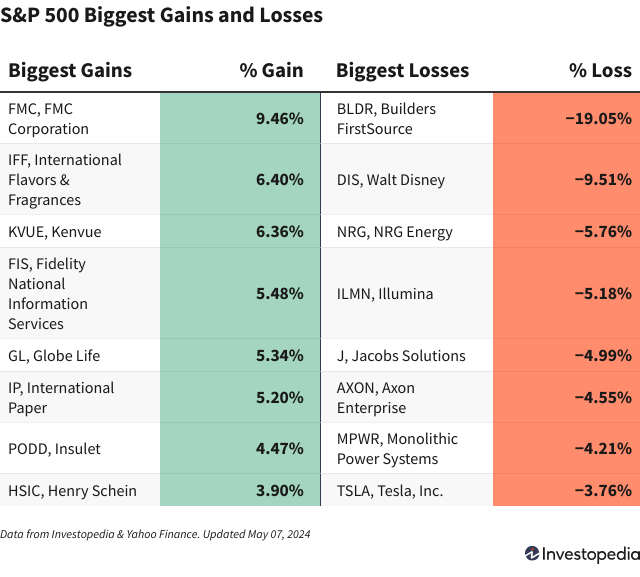 S&P 500 Biggest Gains and Losses
Biggest Gains % Gain Biggest Losses % Loss
FMC, FMC
Corporation
9.46%
BLDR, Builders
FirstSource
−19.05%
IFF, International
Flavors &
Fragrances
6.40%
DIS, Walt Disney
−9.51%
KVUE, Kenvue
6.36%
NRG, NRG Energy
−5.76%
FIS, Fidelity
National
Information
Services
5.48%
ILMN, Illumina
−5.18%
GL, Globe Life
5.34%
J, Jacobs Solutions
−4.99%
IP, International
Paper
5.20%
AXON, Axon
Enterprise
−4.55%
PODD, Insulet
4.47%
MPWR, Monolithic
Power Systems
−4.21%
HSIC, Henry Schein
3.90%
TSLA, Tesla, Inc.
−3.76%
Data from Investopedia & Yahoo Finance. Updated May 07, 2024
Investopedia